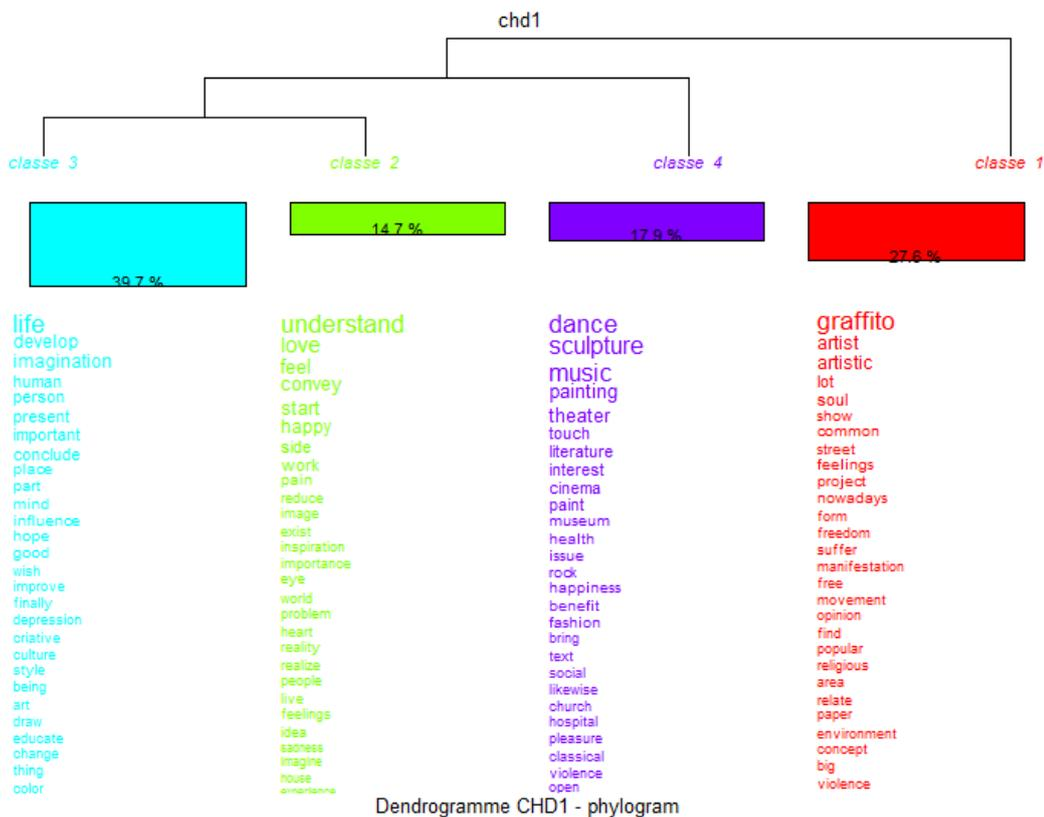 chd1
classe 3
classe 2
classe 4
classe 1
39.7 %
14.7 %
17.9 %
27.6 %
life
develop
imagination
human
person
present
important
conclude
place
part
mind
influence
hope
good
wish
improve
finally
depression
criative
culture
style
being
art
draw
educate
change
thing
color
understand
love
feel
convey
start
happy
side
work
pain
reduce
image
exist
inspiration
importance
eye
world
problem
heart
reality
realize
people
live
feelings
idea
sadness
imagine
house
experience
dance
sculpture
music
painting
theater
touch
literature
interest
cinema
paint
museum
health
issue
rock
happiness
benefit
fashion
bring
text
social
likewise
church
hospital
pleasure
classical
violence
open
graffito
artist
artistic
lot
soul
show
common
street
feelings
project
nowadays
form
freedom
suffer
manifestation
free
movement
opinion
find
popular
religious
area
relate
paper
environment
concept
big
violence
Dendrogramme CHD1 - phylogram